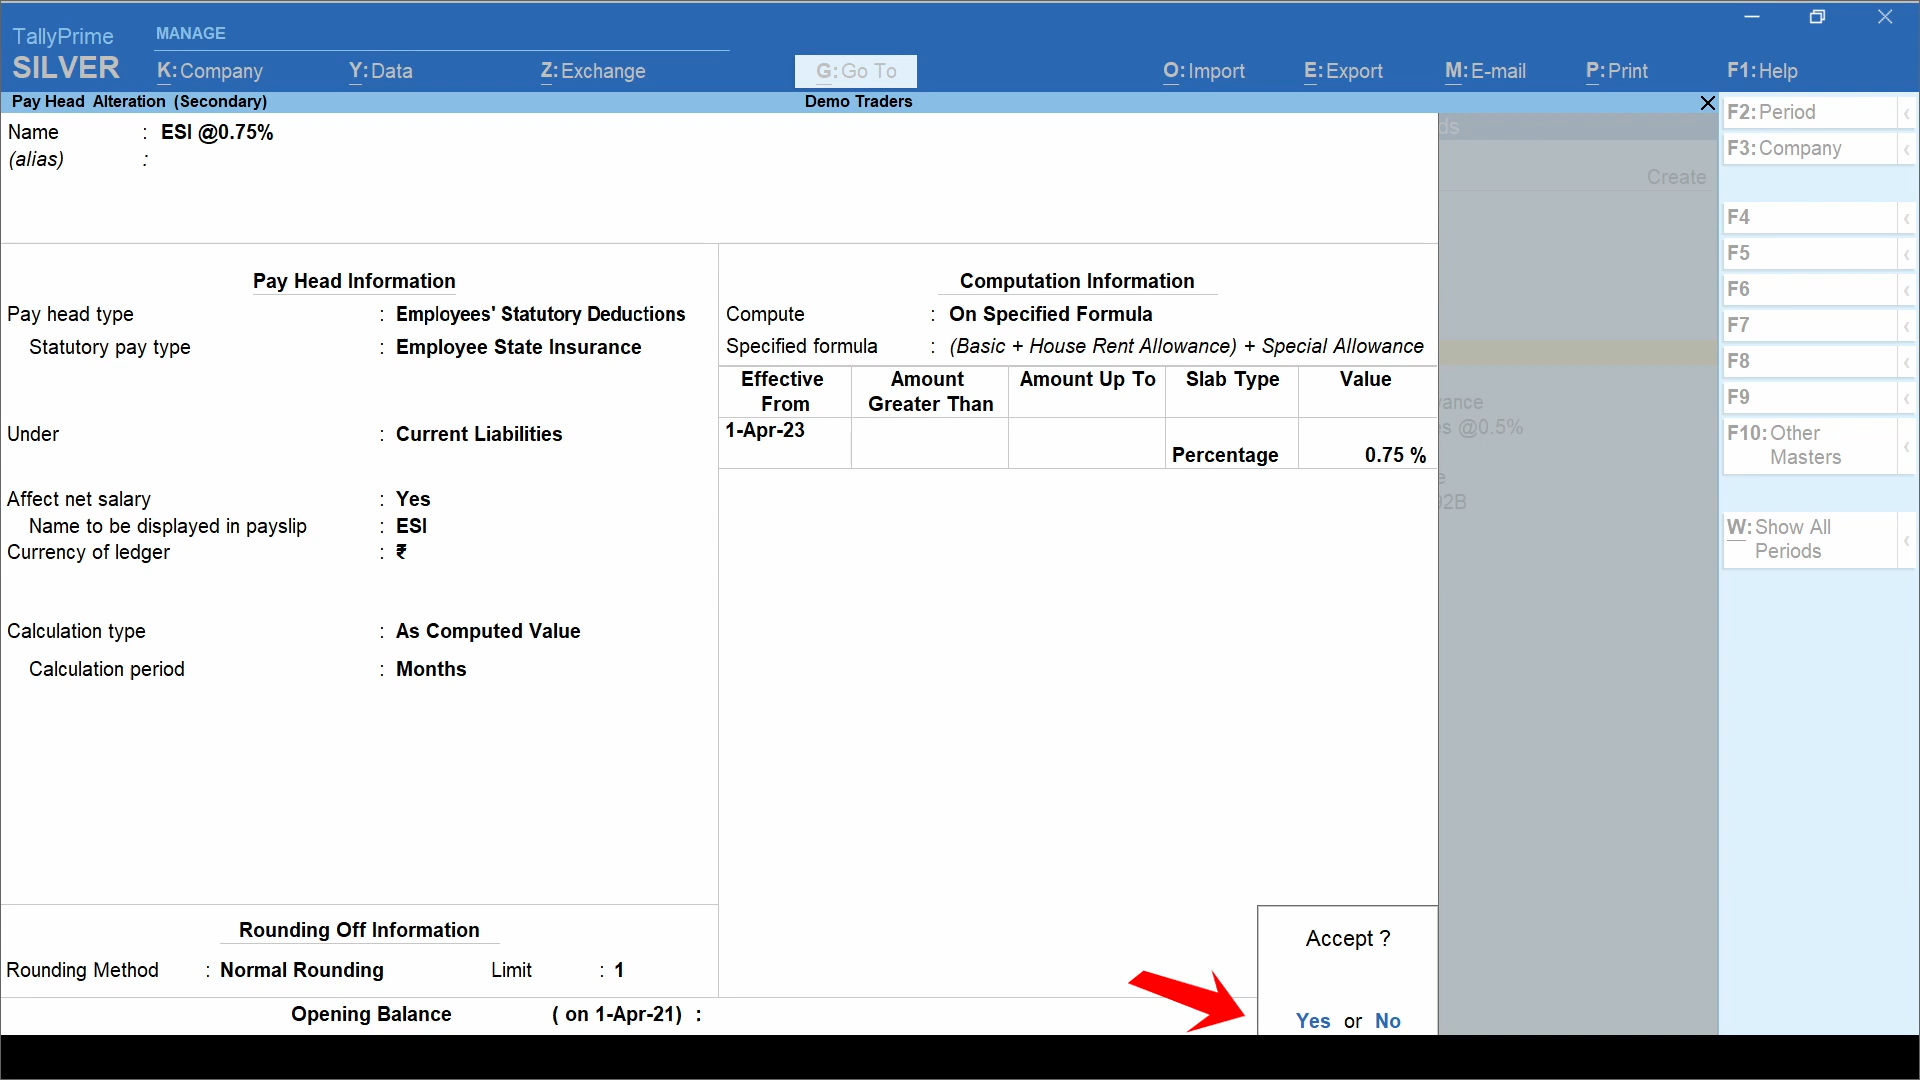 TallyPrime
SILVER
MANAGE
K:Company
Y:Data
Z:Exchange
G:Go To
O:Import
E:Export
M:E-mail
P:Print
F1:Help
Pay Head Alteration (Secondary)
Demo Traders
Name : ESI @0.75%
(alias) :
Pay Head Information
Pay head type : Employees' Statutory Deductions
Statutory pay type : Employee State Insurance
Under : Current Liabilities
Affect net salary : Yes
Name to be displayed in payslip : ESI
Currency of ledger : ₹
Calculation type : As Computed Value
Calculation period : Months
Computation Information
Compute : On Specified Formula
Specified formula : (Basic + House Rent Allowance) + Special Allowance
Effective From
Amount Greater Than
Amount Up To
Slab Type
Value
1-Apr-23
Percentage
0.75 %
Rounding Off Information
Rounding Method : Normal Rounding Limit : 1
Opening Balance ( on 1-Apr-21) :
Accept ?
Yes or No
Create
@0.5%
92B
F2:Period
F3:Company
F4
F5
F6
F7
F8
F9
F10:Other
Masters
W:Show All
Periods